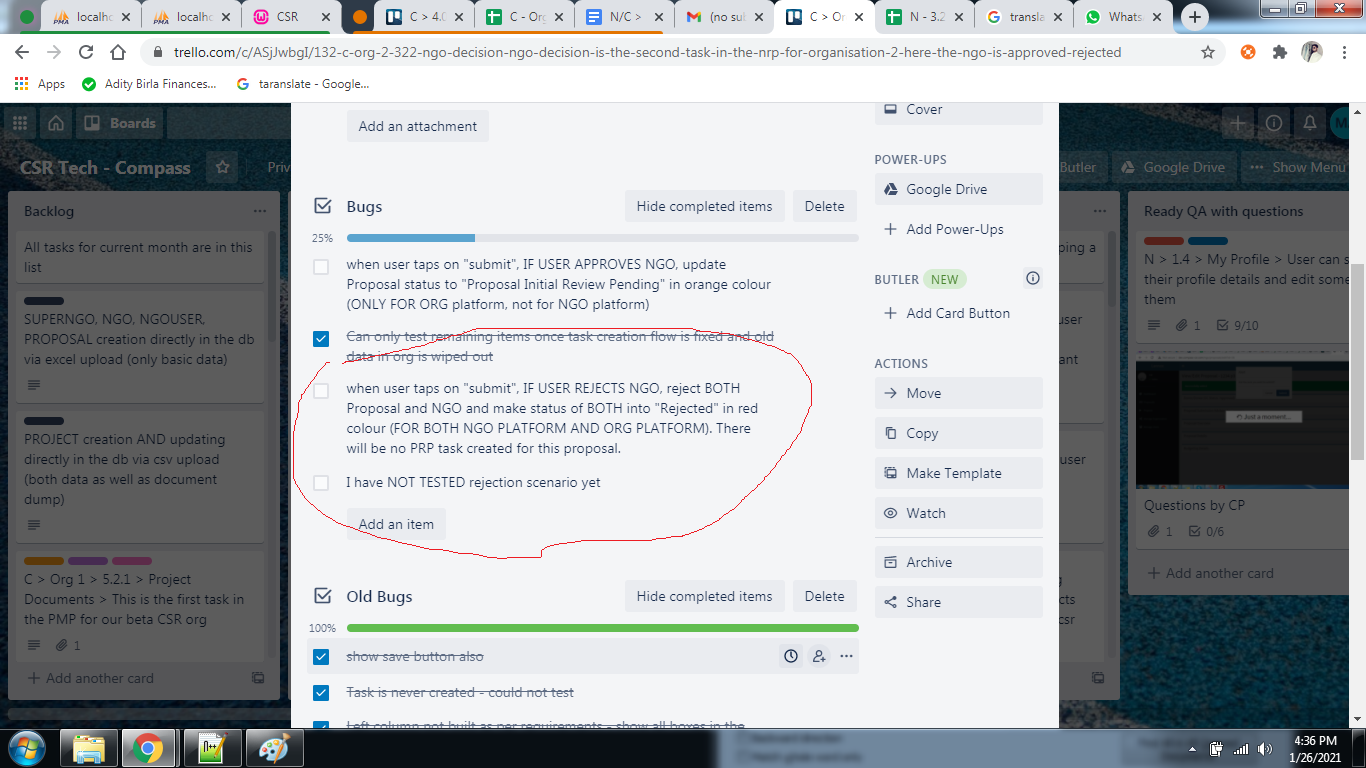 localho
localho
CSR
C > 4.0
C - Org
N/C >
(no sub
C > Or
N - 3.2
transla
Whats
trello.com/c/ASjJwbgI/132-c-org-2-322-ngo-decision-ngo-decision-is-the-second-task-in-the-nrp-for-organisation-2-here-the-ngo-is-approved-rejected
Apps
Adity Birla Finances...
taranslate - Google...
Boards
CSR Tech - Compass
Priv
Butler
Google Drive
Show Menu
Backlog
All tasks for current month are in this
list
SUPERNGO, NGO, NGOUSER,
PROPOSAL creation directly in the db
via excel upload (only basic data)
PROJECT creation AND updating
directly in the db via csv upload
(both data as well as document
dump)
C > Org 1 > 5.2.1 > Project
Documents > This is the first task in
the PMP for our beta CSR org
1
Add another card
Add an attachment
Bugs
Hide completed items
Delete
25%
when user taps on "submit", IF USER APPROVES NGO, update
Proposal status to "Proposal Initial Review Pending" in orange colour
(ONLY FOR ORG platform, not for NGO platform)
Can only test remaining items once task creation flow is fixed and old
data in org is wiped out
when user taps on "submit", IF USER REJECTS NGO, reject BOTH
Proposal and NGO and make status of BOTH into "Rejected" in red
colour (FOR BOTH NGO PLATFORM AND ORG PLATFORM). There
will be no PRP task created for this proposal.
I have NOT TESTED rejection scenario yet
Add an item
Old Bugs
Hide completed items
Delete
100%
show save button also
Task is never created - could not test
Left column not built as per requirements - show all boxes in the
Cover
POWER-UPS
Google Drive
Add Power-Ups
BUTLER NEW
Add Card Button
ACTIONS
Move
Copy
Make Template
Watch
Archive
Share
ping a
user
ant
user
g
cts
csr
Ready QA with questions
N > 1.4 > My Profile > User can s
their profile details and edit some
them
1
9/10
Just a moment...
Questions by CP
1
0/6
Add another card
4:36 PM
1/26/2021